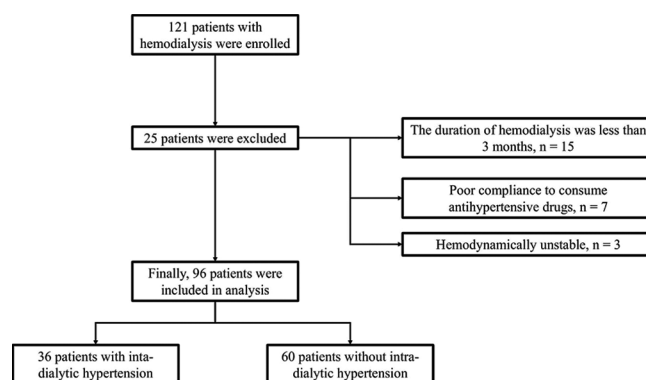 121 patients with
hemodialysis were enrolled
25 patients were excluded
The duration of hemodialysis was less than
3 months, n = 15
Poor compliance to consume
antihypertensive drugs, n = 7
Hemodynamically unstable, n = 3
Finally, 96 patients were
included in analysis
36 patients with inta-
dialytic hypertension
60 patients without intra-
dialytic hypertension